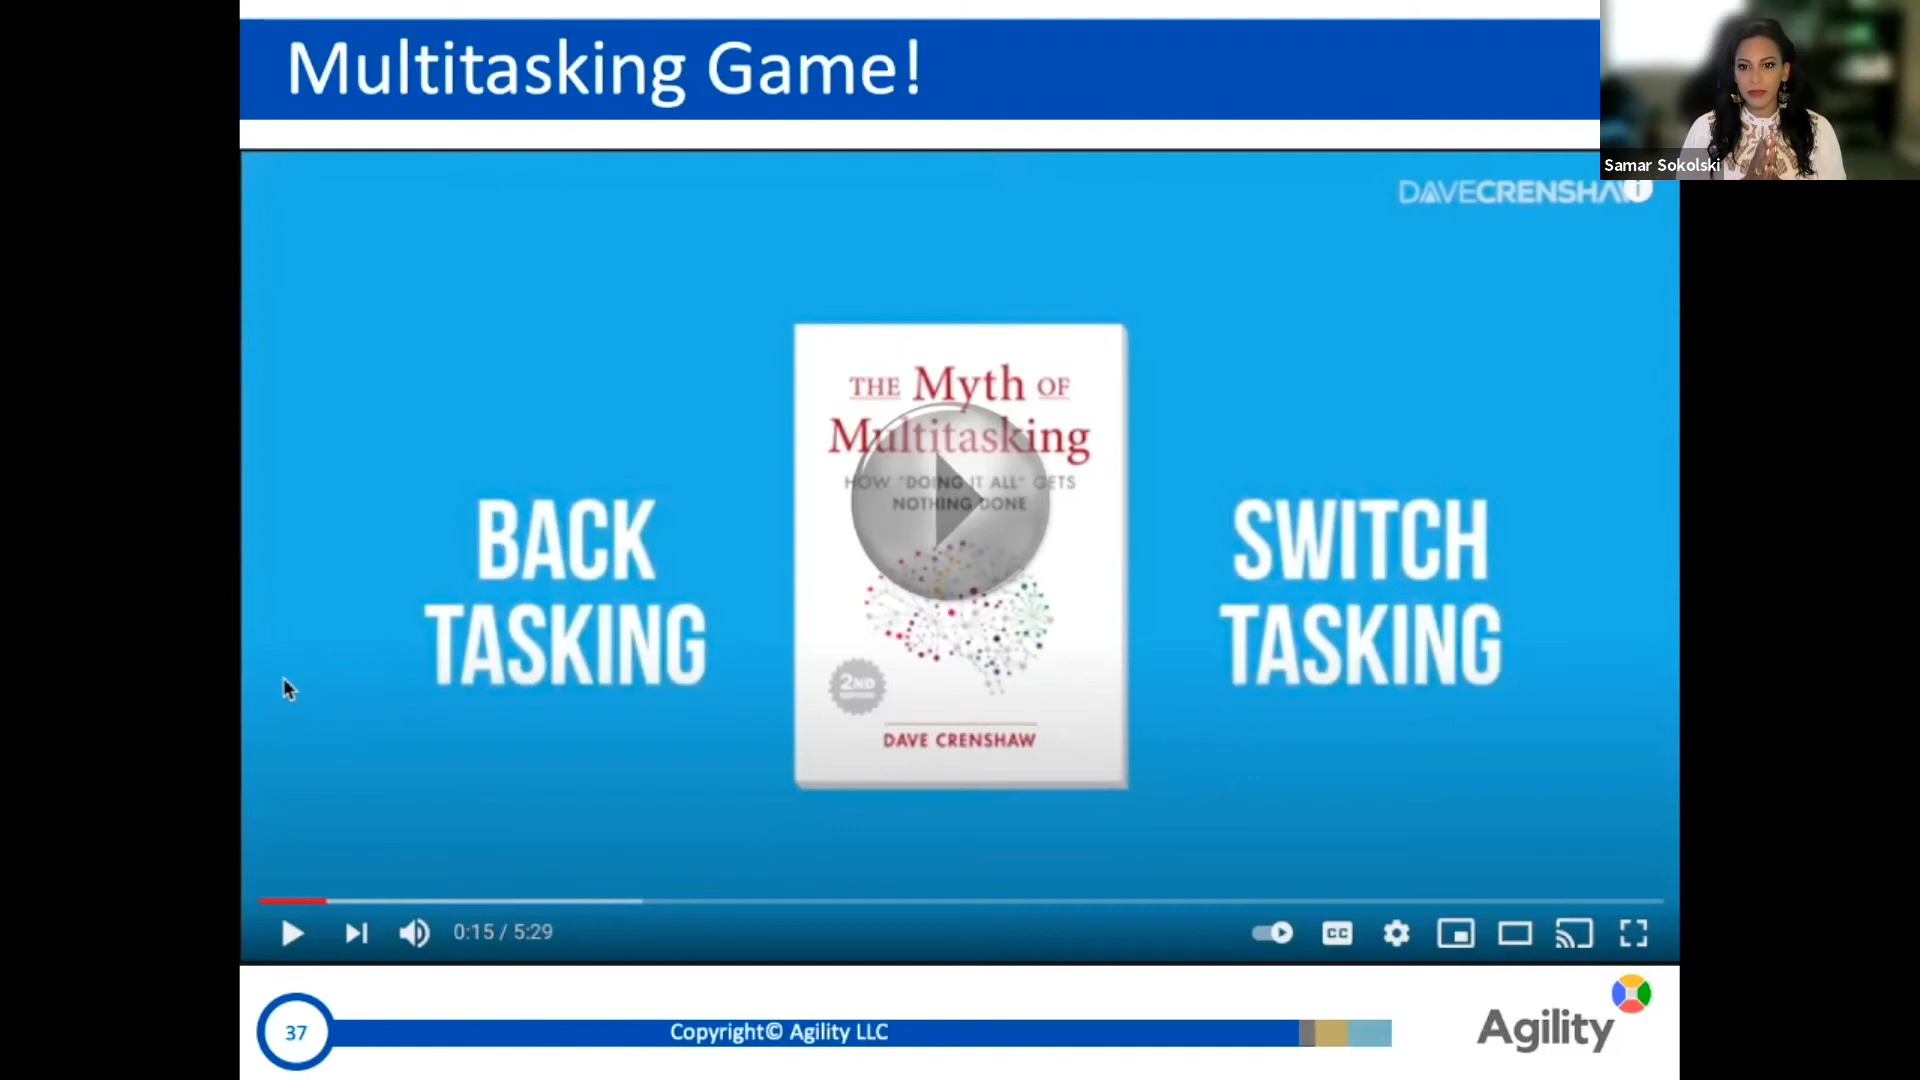 Multitasking Game!
Samar Sokolski
DAVECRENSHAW
THE Myth OF
Multitasking
HOW "DOING IT ALL" GETS
NOTHING DONE
BACK
TASKING
SWITCH
TASKING
2ND
DAVE CRENSHAW
0:15 / 5:29
CC
37
Copyright© Agility LLC
Agility